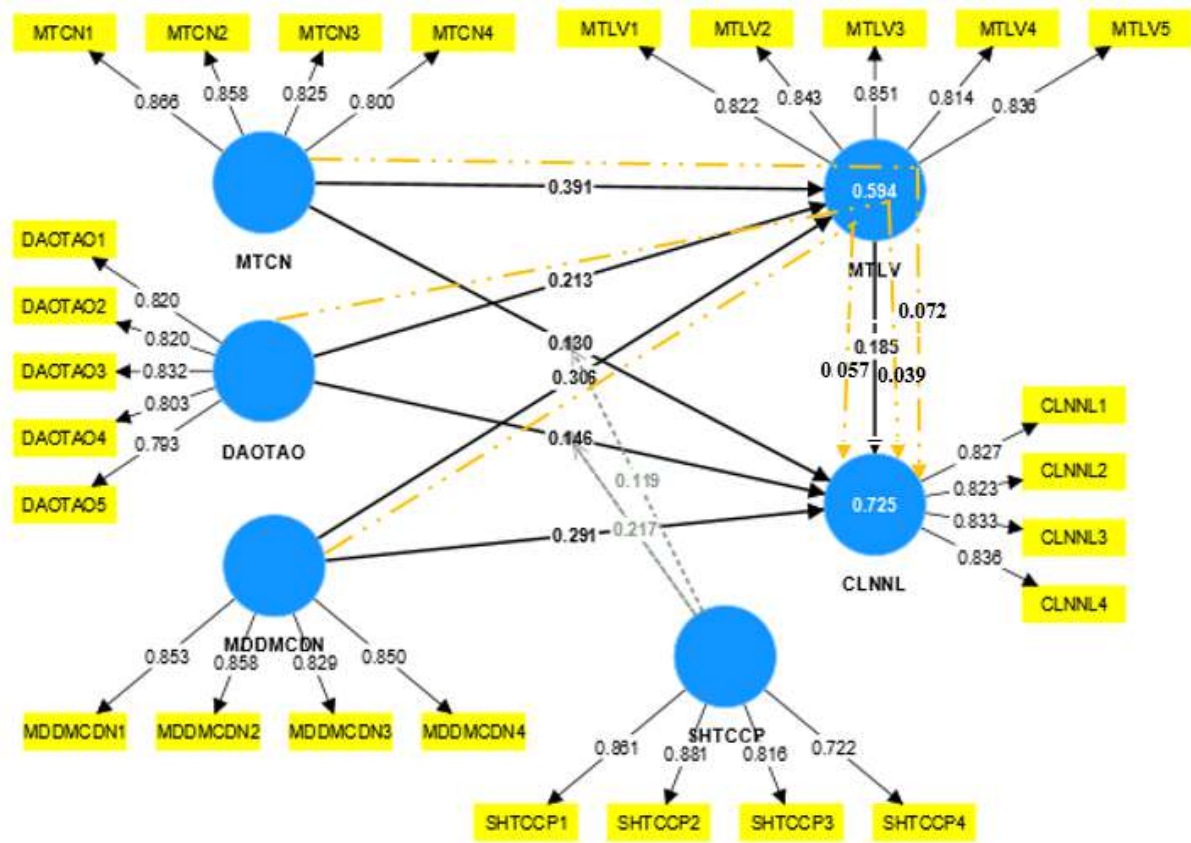 MTCN1
MTCN2
MTCN3
MTCN4
MTLV1
MTLV2
MTLV3
MTLV4
MTLV5
0.866
0.858
0.825
0.800
0.822
0.843
0.851
0.814
0.836
0.391
0.594
MTCN
MTLV
DAOTAO1
DAOTAO2
DAOTAO3
DAOTAO4
DAOTAO5
0.820
0.820
0.832
0.803
0.793
DAOTAO
0.213
0.130
0.306
0.146
0.072
0.185
0.057
0.039
0.119
0.217
0.291
0.725
CLNNL
0.827
0.823
0.833
0.836
CLNNL1
CLNNL2
CLNNL3
CLNNL4
MDDMCDN
0.853
0.858
0.829
0.850
MDDMCDN1
MDDMCDN2
MDDMCDN3
MDDMCDN4
SHTCCP
0.861
0.881
0.816
0.722
SHTCCP1
SHTCCP2
SHTCCP3
SHTCCP4